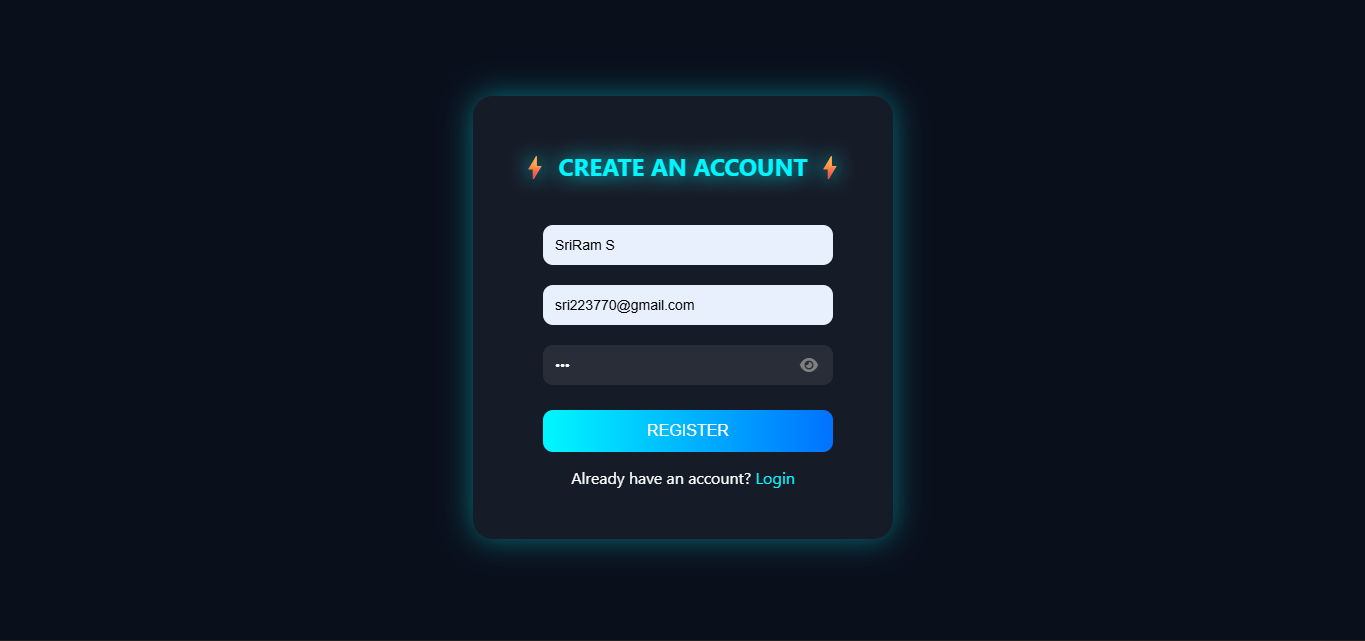 ⚡ CREATE AN ACCOUNT ⚡
SriRam S
sri223770@gmail.com
•••
REGISTER
Already have an account? Login